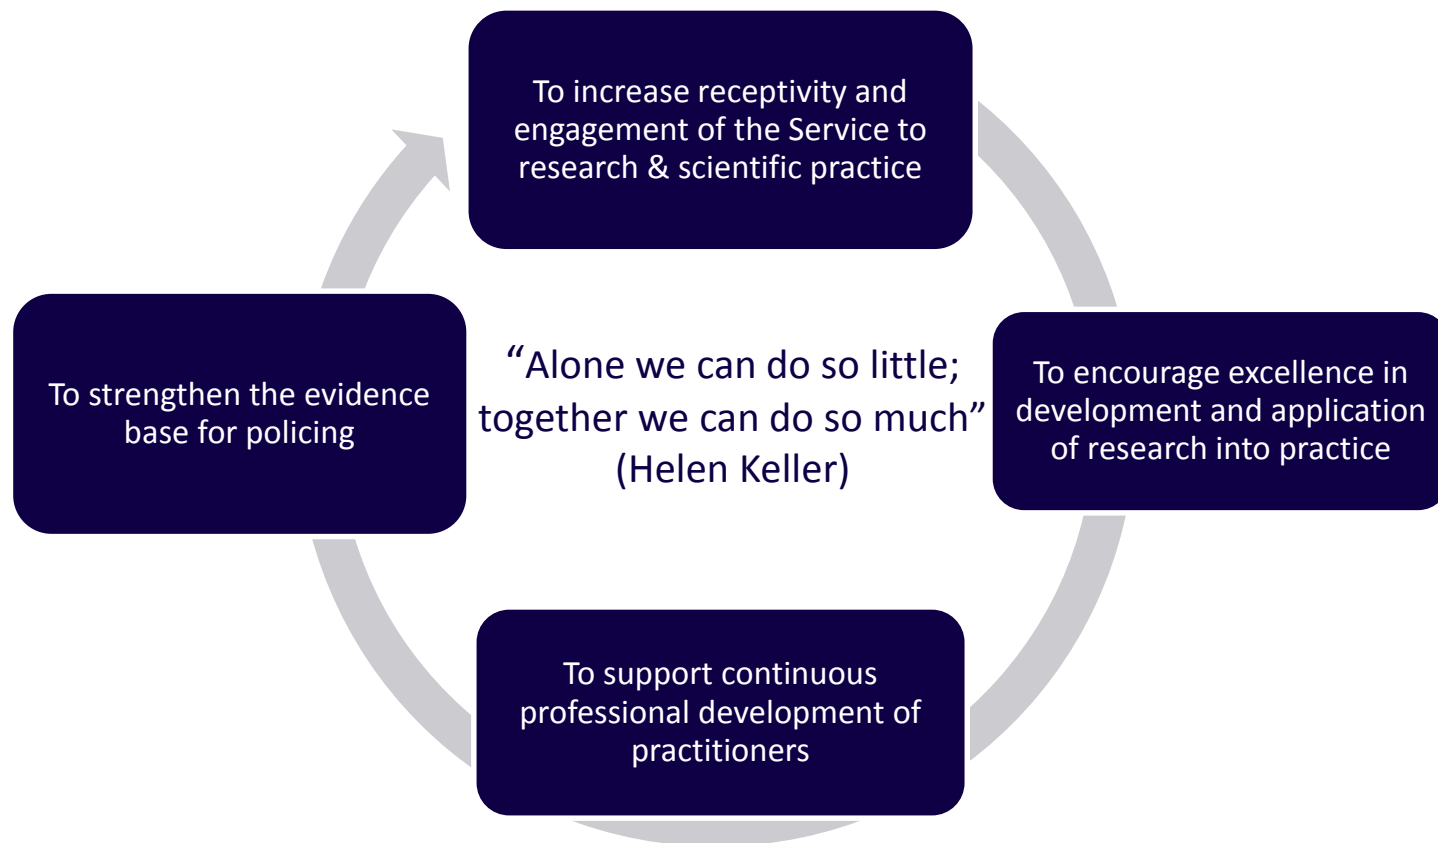 To increase receptivity and
engagement of the Service to
research & scientific practice
To strengthen the evidence
base for policing
“Alone we can do so little;
together we can do so much”
(Helen Keller)
To encourage excellence in
development and application
of research into practice
To support continuous
professional development of
practitioners